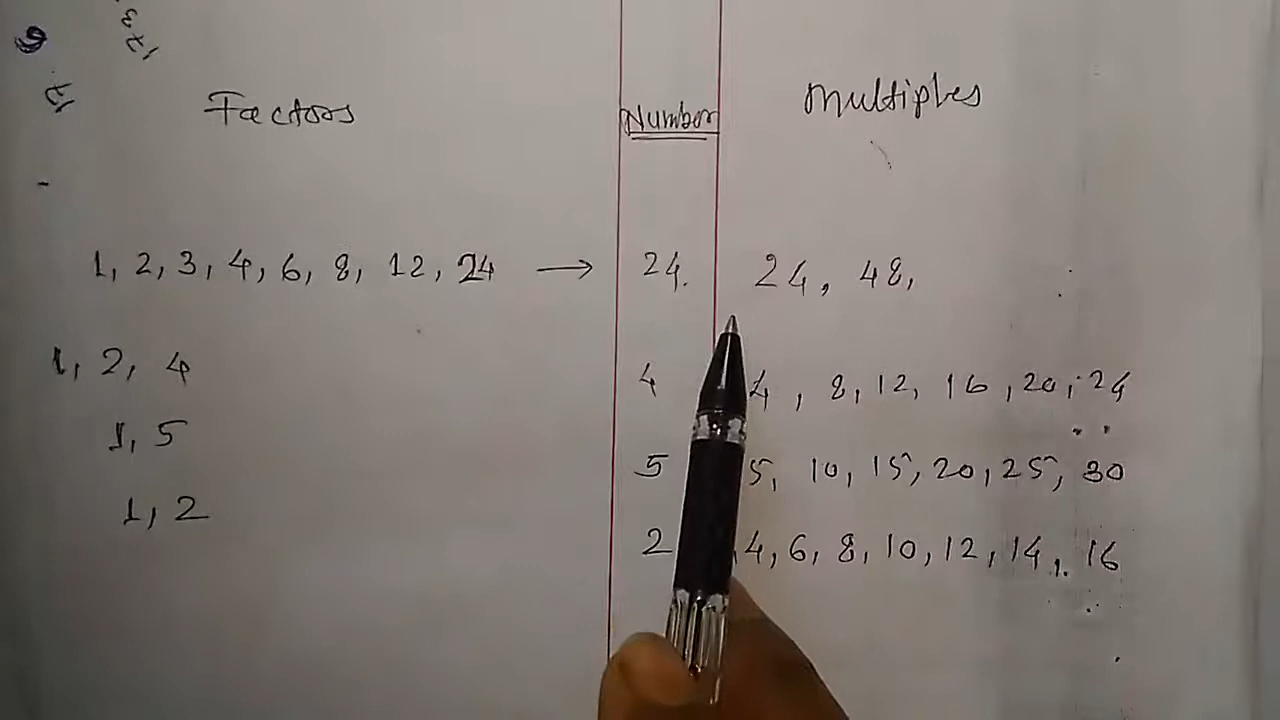 Factors Number Multiples
1, 2, 3, 4, 6, 8, 12, 24 → 24. 24, 48,
1, 2, 4 4 4, 8, 12, 16, 20, 24
1, 5 5 5, 10, 15, 20, 25, 30
1, 2 2 4, 6, 8, 10, 12, 14, 16